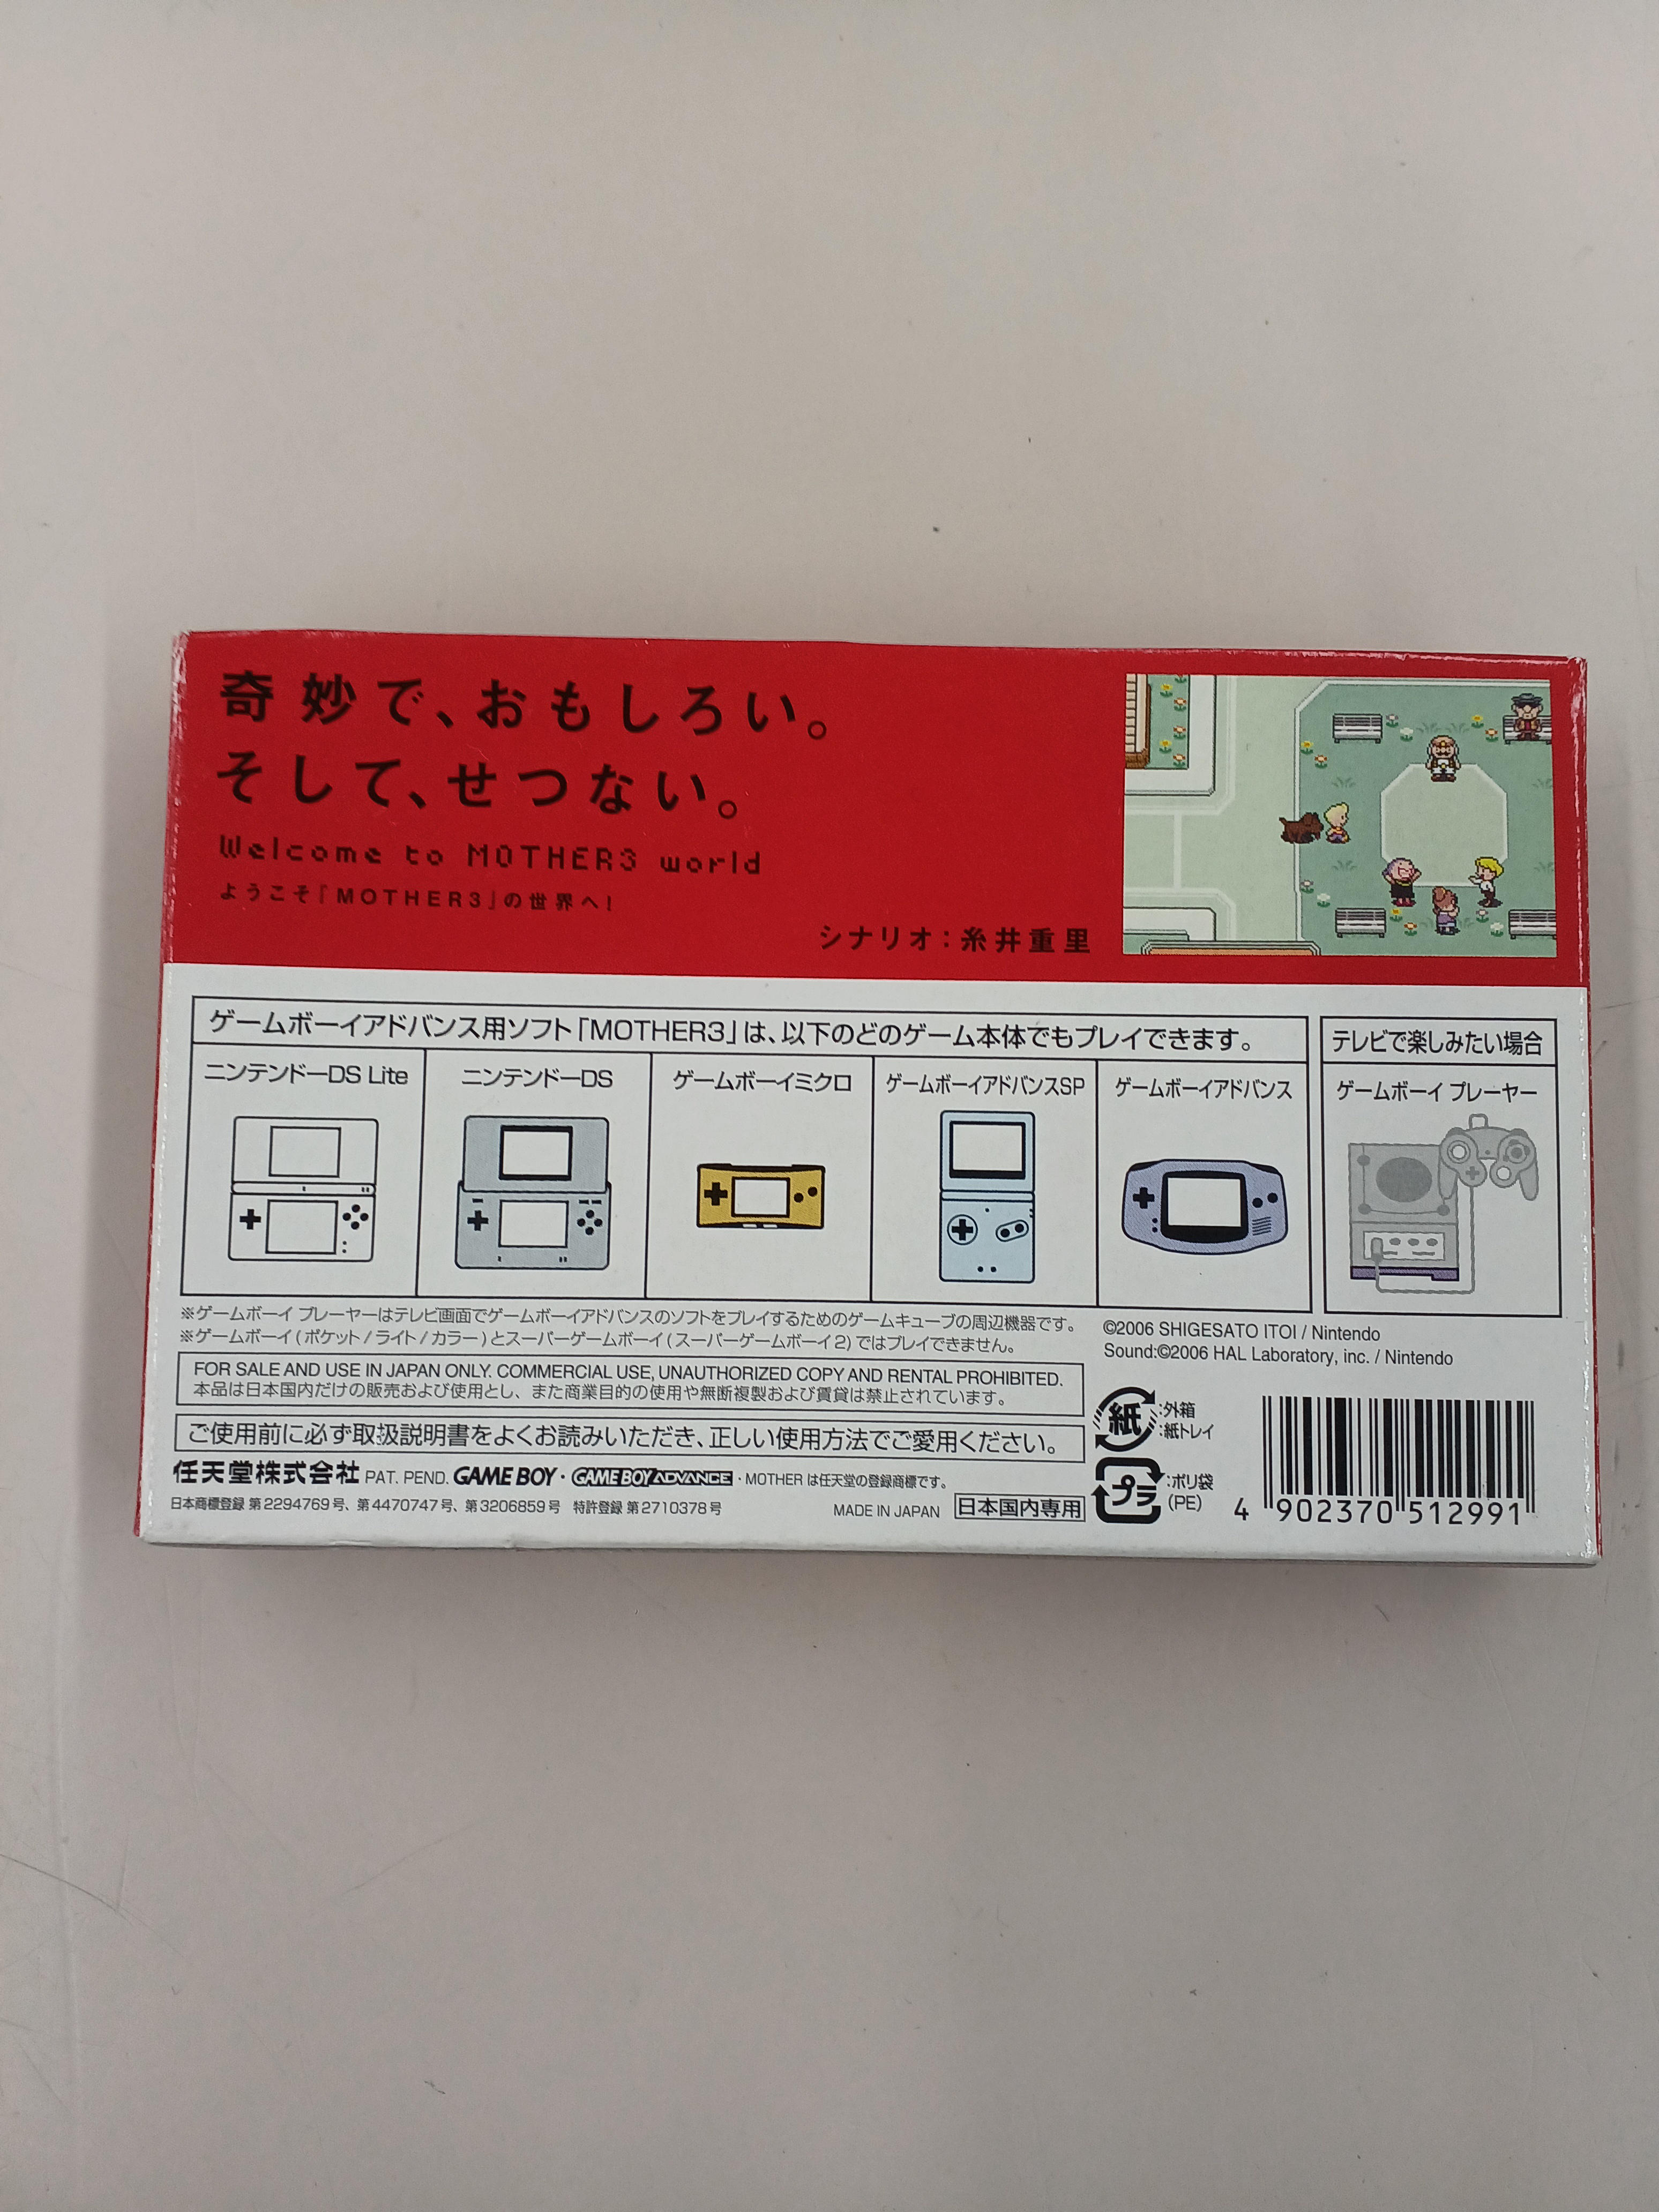 奇妙で、おもしろい。
そして、せつない。
Welcome to MOTHER3 world
ようこそ「MOTHER3」の世界へ!
シナリオ:糸井重里
ゲームボーイアドバンス用ソフト「MOTHER3」は、以下のどのゲーム本体でもプレイできます。
ニンテンドーDS Lite
ニンテンドーDS
ゲームボーイミクロ
ゲームボーイアドバンスSP
ゲームボーイアドバンス
テレビで楽しみたい場合
ゲームボーイ プレーヤー
※ゲームボーイ プレーヤーはテレビ画面でゲームボーイアドバンスのソフトをプレイするためのゲームキューブの周辺機器です。
※ゲームボーイ(ポケット/ライト/カラー)とスーパーゲームボーイ(スーパーゲームボーイ2)ではプレイできません。
©2006 SHIGESATO ITOI / Nintendo
Sound:©2006 HAL Laboratory, inc. / Nintendo
FOR SALE AND USE IN JAPAN ONLY. COMMERCIAL USE, UNAUTHORIZED COPY AND RENTAL PROHIBITED.
本品は日本国内だけの販売および使用とし、また商業目的の使用や無断複製および賃貸は禁止されています。
ご使用前に必ず取扱説明書をよくお読みいただき、正しい使用方法でご愛用ください。
任天堂株式会社 PAT. PEND. GAME BOY・GAME BOY ADVANCE・MOTHER は任天堂の登録商標です。
日本商標登録 第2294769号、第4470747号、第3206859号 特許登録 第2710378号
MADE IN JAPAN 日本国内専用
紙 :外箱
:紙トレイ
プラ :ポリ袋
(PE)
4 902370 512991